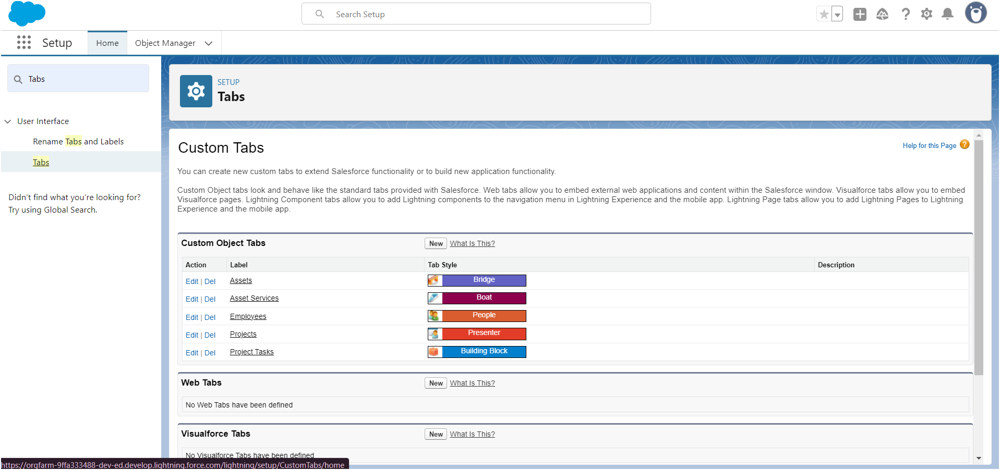 Search Setup
Setup
Home
Object Manager
Tabs
User Interface
Rename Tabs and Labels
Tabs
Didn't find what you're looking for?
Try using Global Search.
SETUP
Tabs
Custom Tabs
Help for this Page
You can create new custom tabs to extend Salesforce functionality or to build new application functionality.
Custom Object tabs look and behave like the standard tabs provided with Salesforce. Web tabs allow you to embed external web applications and content within the Salesforce window. Visualforce tabs allow you to embed
Visualforce pages. Lightning Component tabs allow you to add Lightning components to the navigation menu in Lightning Experience and the mobile app. Lightning Page tabs allow you to add Lightning Pages to Lightning
Experience and the mobile app.
Custom Object Tabs New What Is This?
Action Label Tab Style Description
Edit | Del Assets Bridge
Edit | Del Asset Services Boat
Edit | Del Employees People
Edit | Del Projects Presenter
Edit | Del Project Tasks Building Block
Web Tabs New What Is This?
No Web Tabs have been defined
Visualforce Tabs New What Is This?
No Visualforce Tabs have been defined
https://orgfarm-9ffa333488-dev-ed.develop.lightning.force.com/lightning/setup/CustomTabs/home